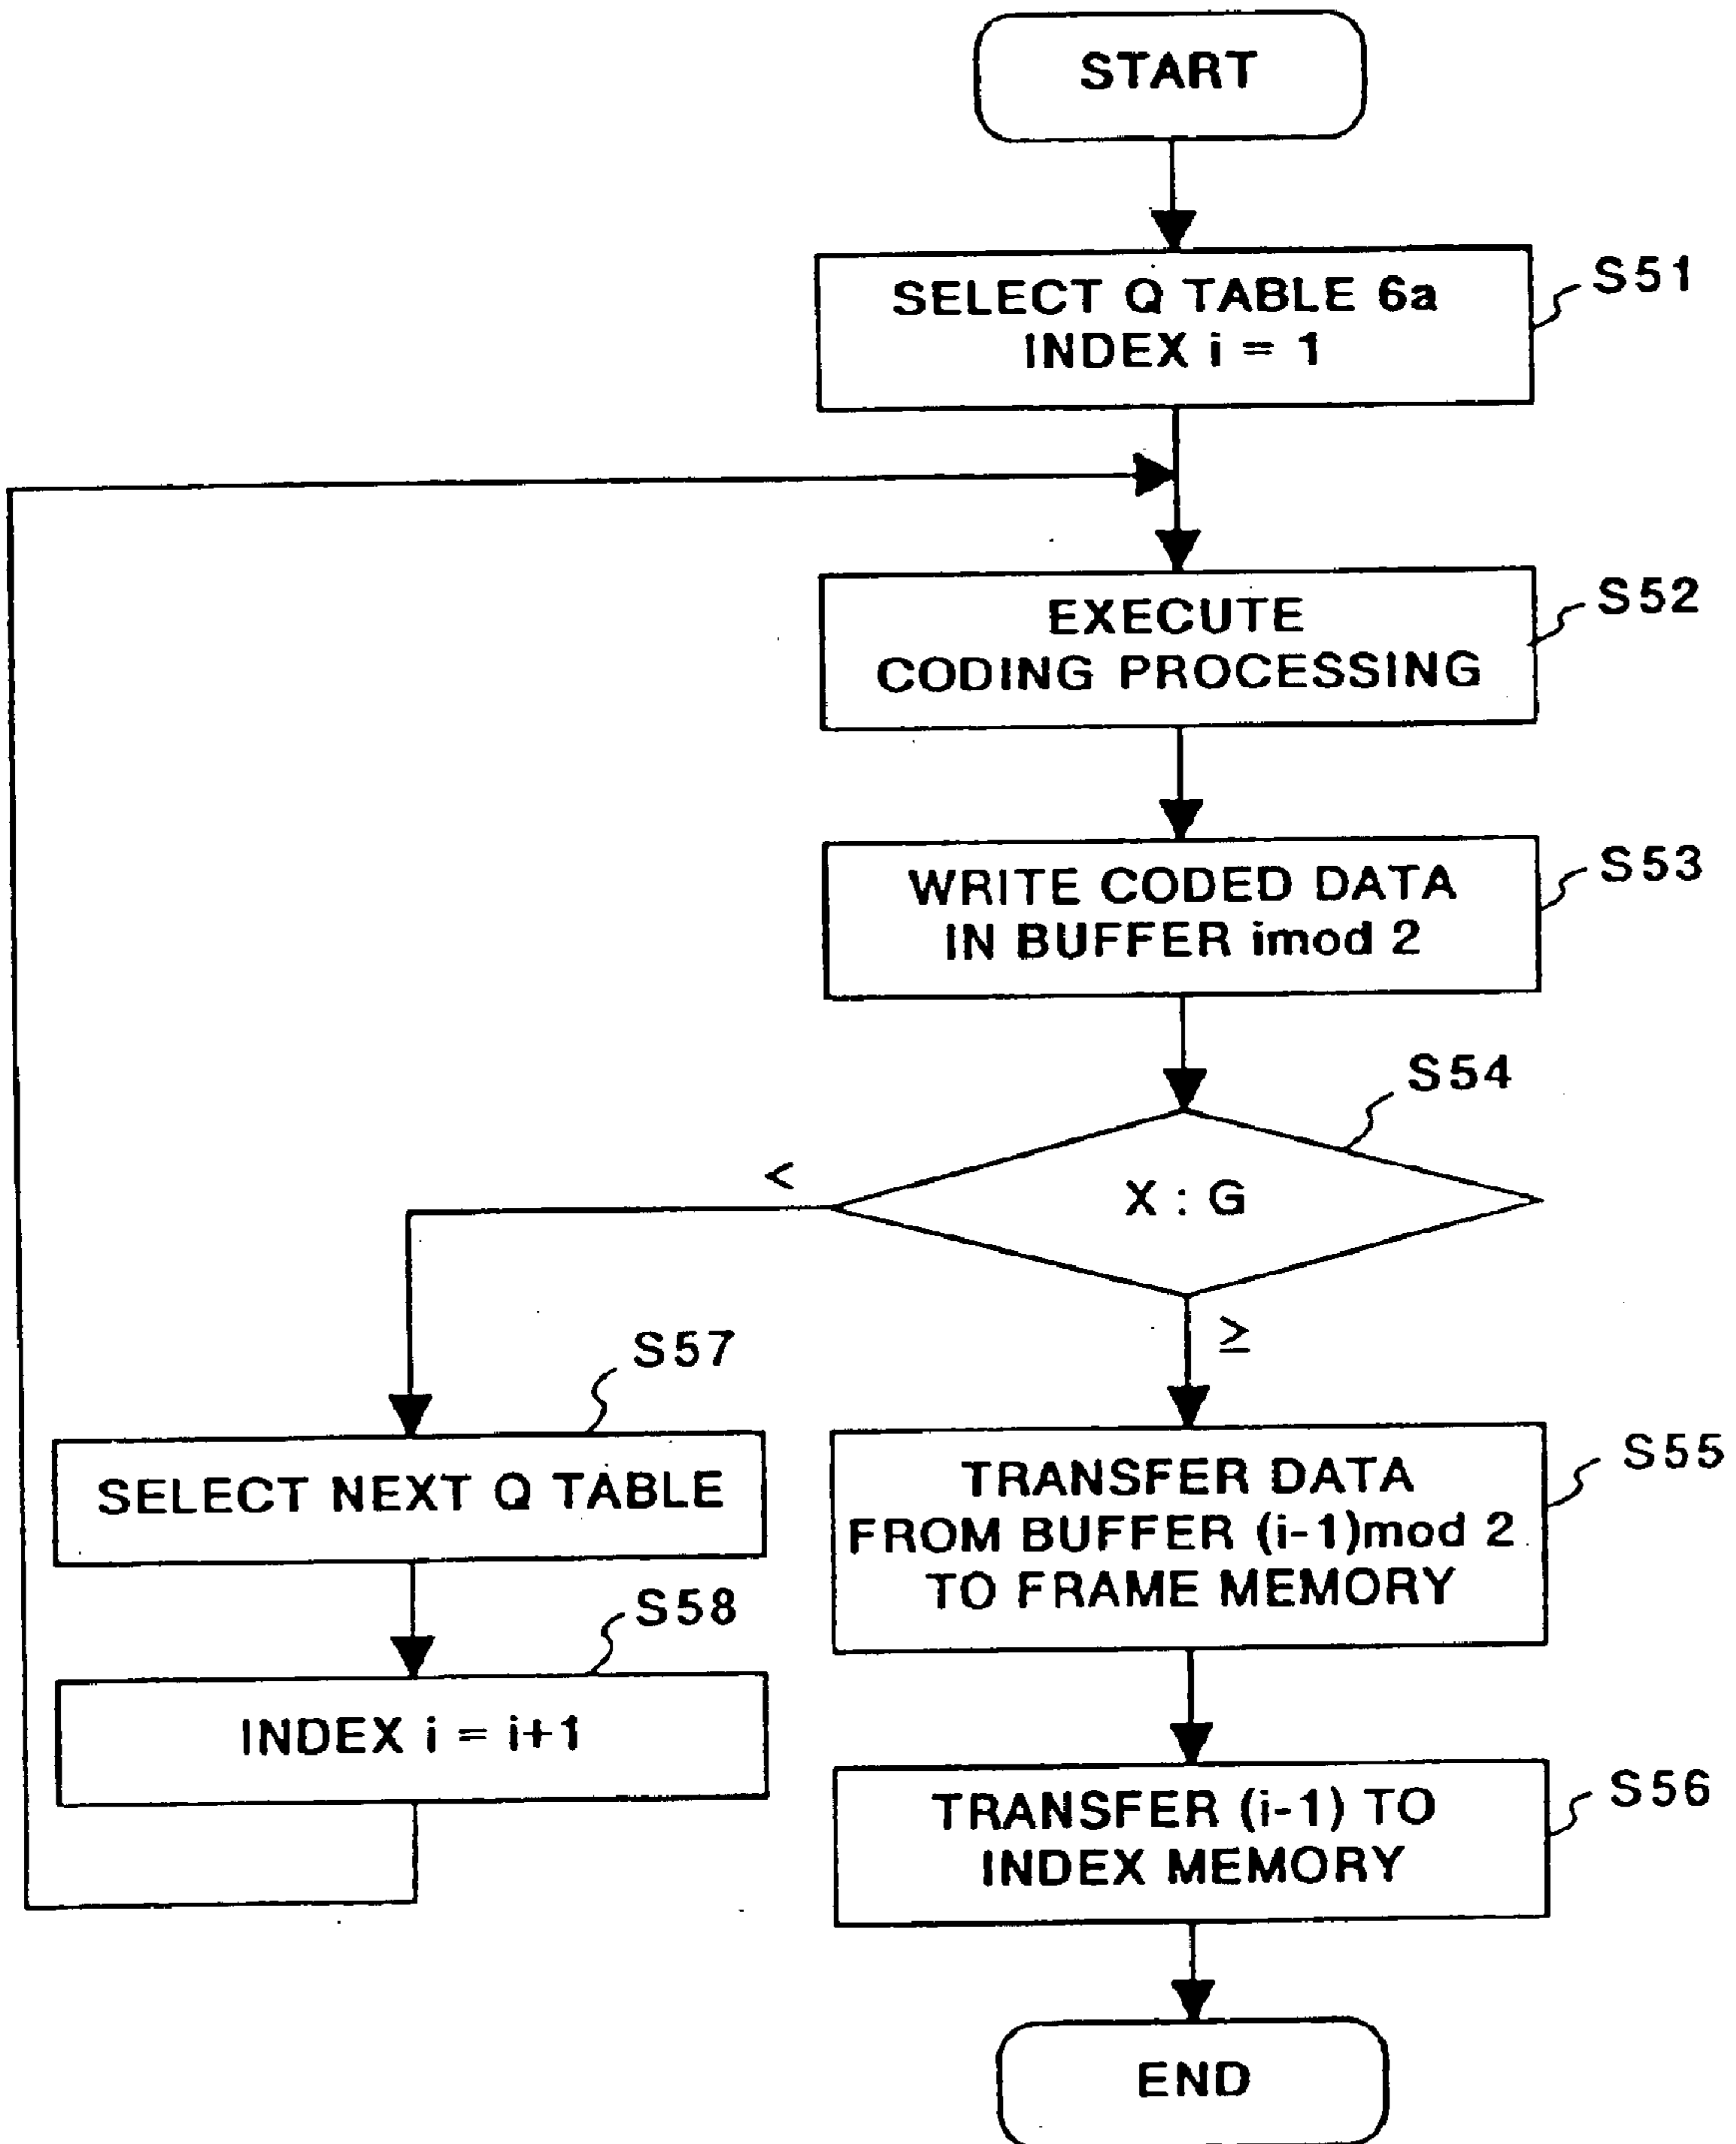 START
SELECT Q TABLE 6a
INDEX i = 1
S51
EXECUTE
CODING PROCESSING
S52
WRITE CODED DATA
IN BUFFER imod 2
S53
S54
X : G
<
≥
S57
SELECT NEXT Q TABLE
S58
INDEX i = i+1
TRANSFER DATA
FROM BUFFER (i-1)mod 2
TO FRAME MEMORY
S55
TRANSFER (i-1) TO
INDEX MEMORY
S56
END